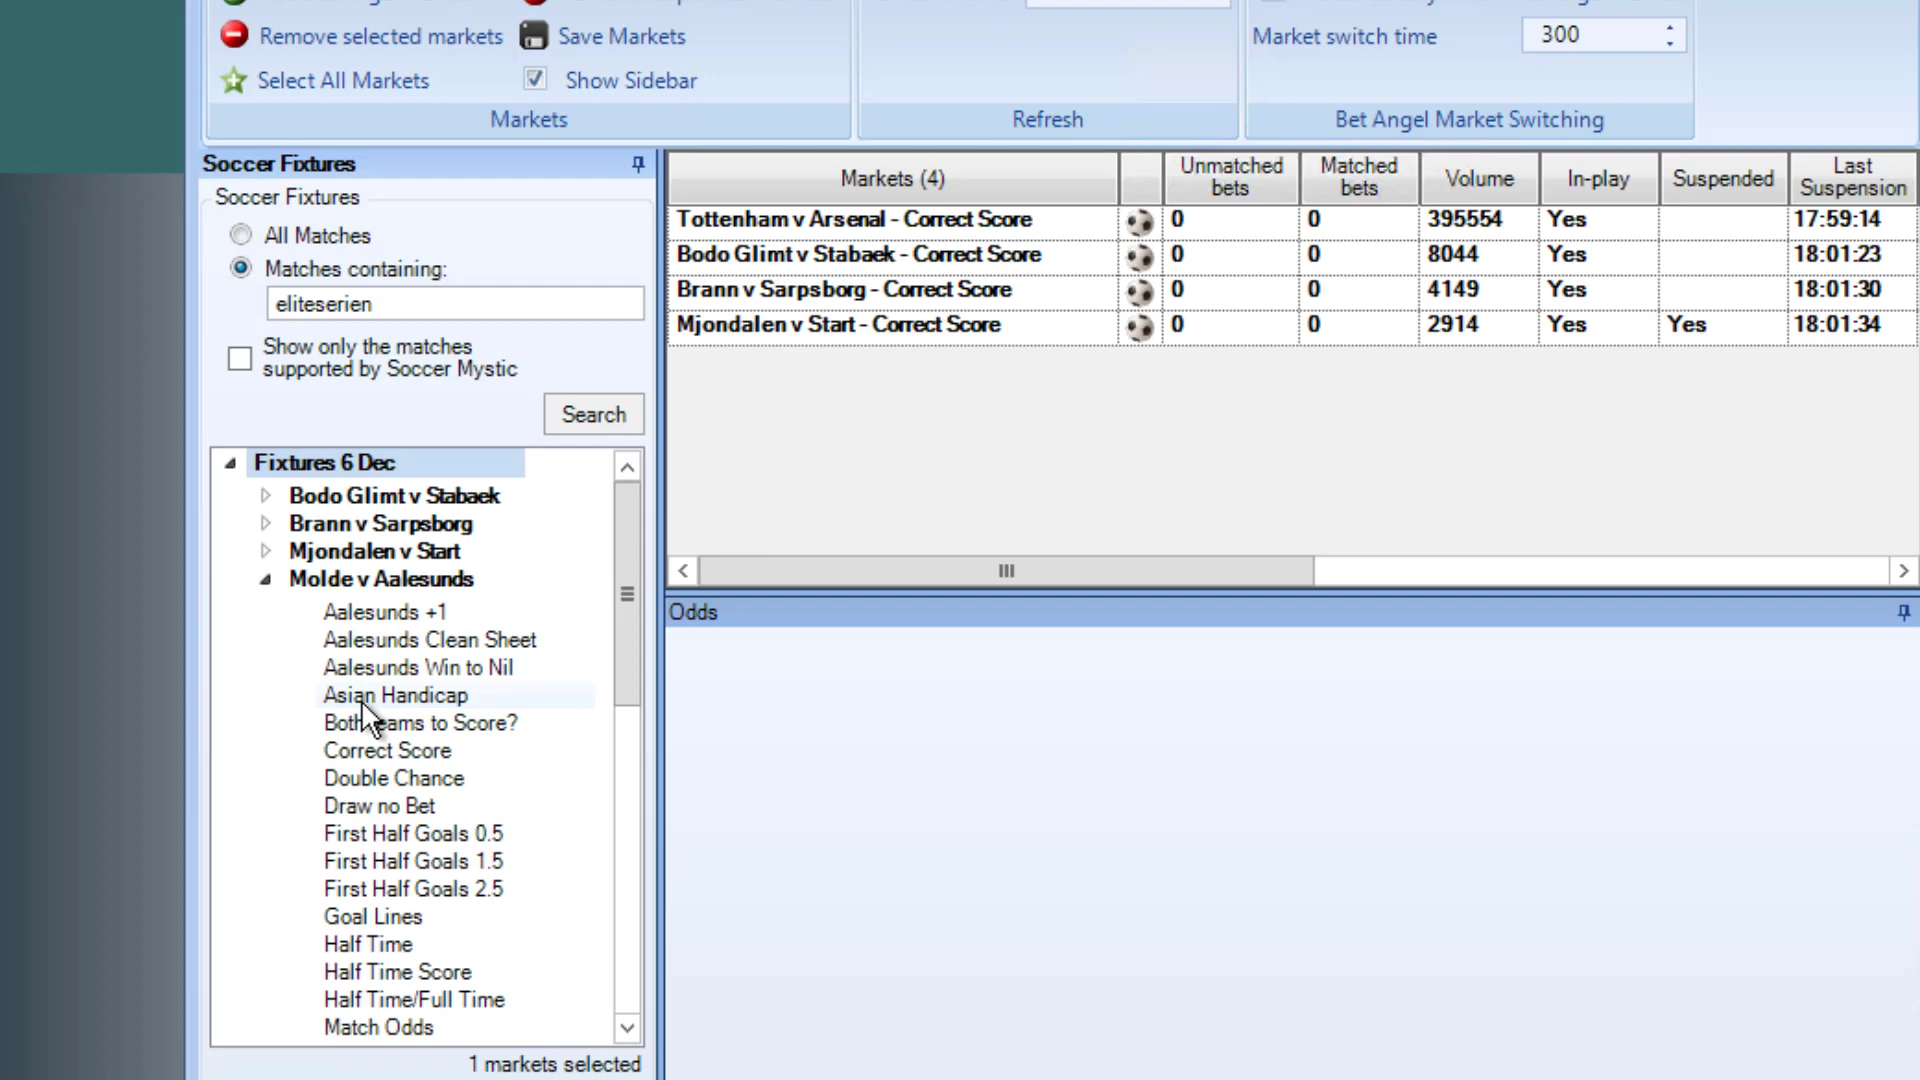 Remove selected markets
Save Markets
Market switch time
300
Select All Markets
Show Sidebar
Markets
Refresh
Bet Angel Market Switching
Soccer Fixtures
Soccer Fixtures
All Matches
Matches containing:
eliteserien
Show only the matches
supported by Soccer Mystic
Search
Fixtures 6 Dec
Bodo Glimt v Stabaek
Brann v Sarpsborg
Mjondalen v Start
Molde v Aalesunds
Aalesunds +1
Aalesunds Clean Sheet
Aalesunds Win to Nil
Asian Handicap
Both Teams to Score?
Correct Score
Double Chance
Draw no Bet
First Half Goals 0.5
First Half Goals 1.5
First Half Goals 2.5
Goal Lines
Half Time
Half Time Score
Half Time/Full Time
Match Odds
1 markets selected
Markets (4) Unmatched bets Matched bets Volume In-play Suspended Last Suspension
Tottenham v Arsenal - Correct Score 0 0 395554 Yes 17:59:14
Bodo Glimt v Stabaek - Correct Score 0 0 8044 Yes 18:01:23
Brann v Sarpsborg - Correct Score 0 0 4149 Yes 18:01:30
Mjondalen v Start - Correct Score 0 0 2914 Yes Yes 18:01:34
Odds